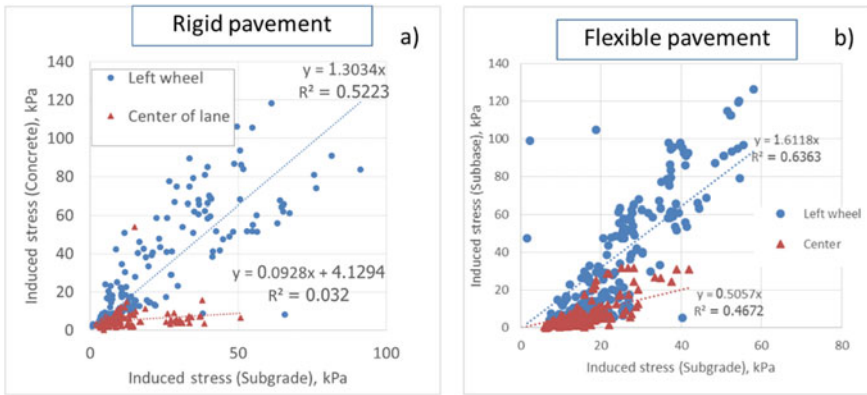 Rigid pavement
a)
140
120
100
80
60
40
20
0
Induced stress (Concrete), kPa
Left wheel
Center of lane
y = 1.3034x
R² = 0.5223
y = 0.0928x + 4.1294
R² = 0.032
0
50
100
Induced stress (Subgrade), kPa
Flexible pavement
b)
140
120
100
80
60
40
20
0
Induced stress (Subbase), kPa
y = 1.6118x
R² = 0.6363
Left wheel
Center
y = 0.5057x
R² = 0.4672
0
20
40
60
80
Induced stress (Subgrade), kPa